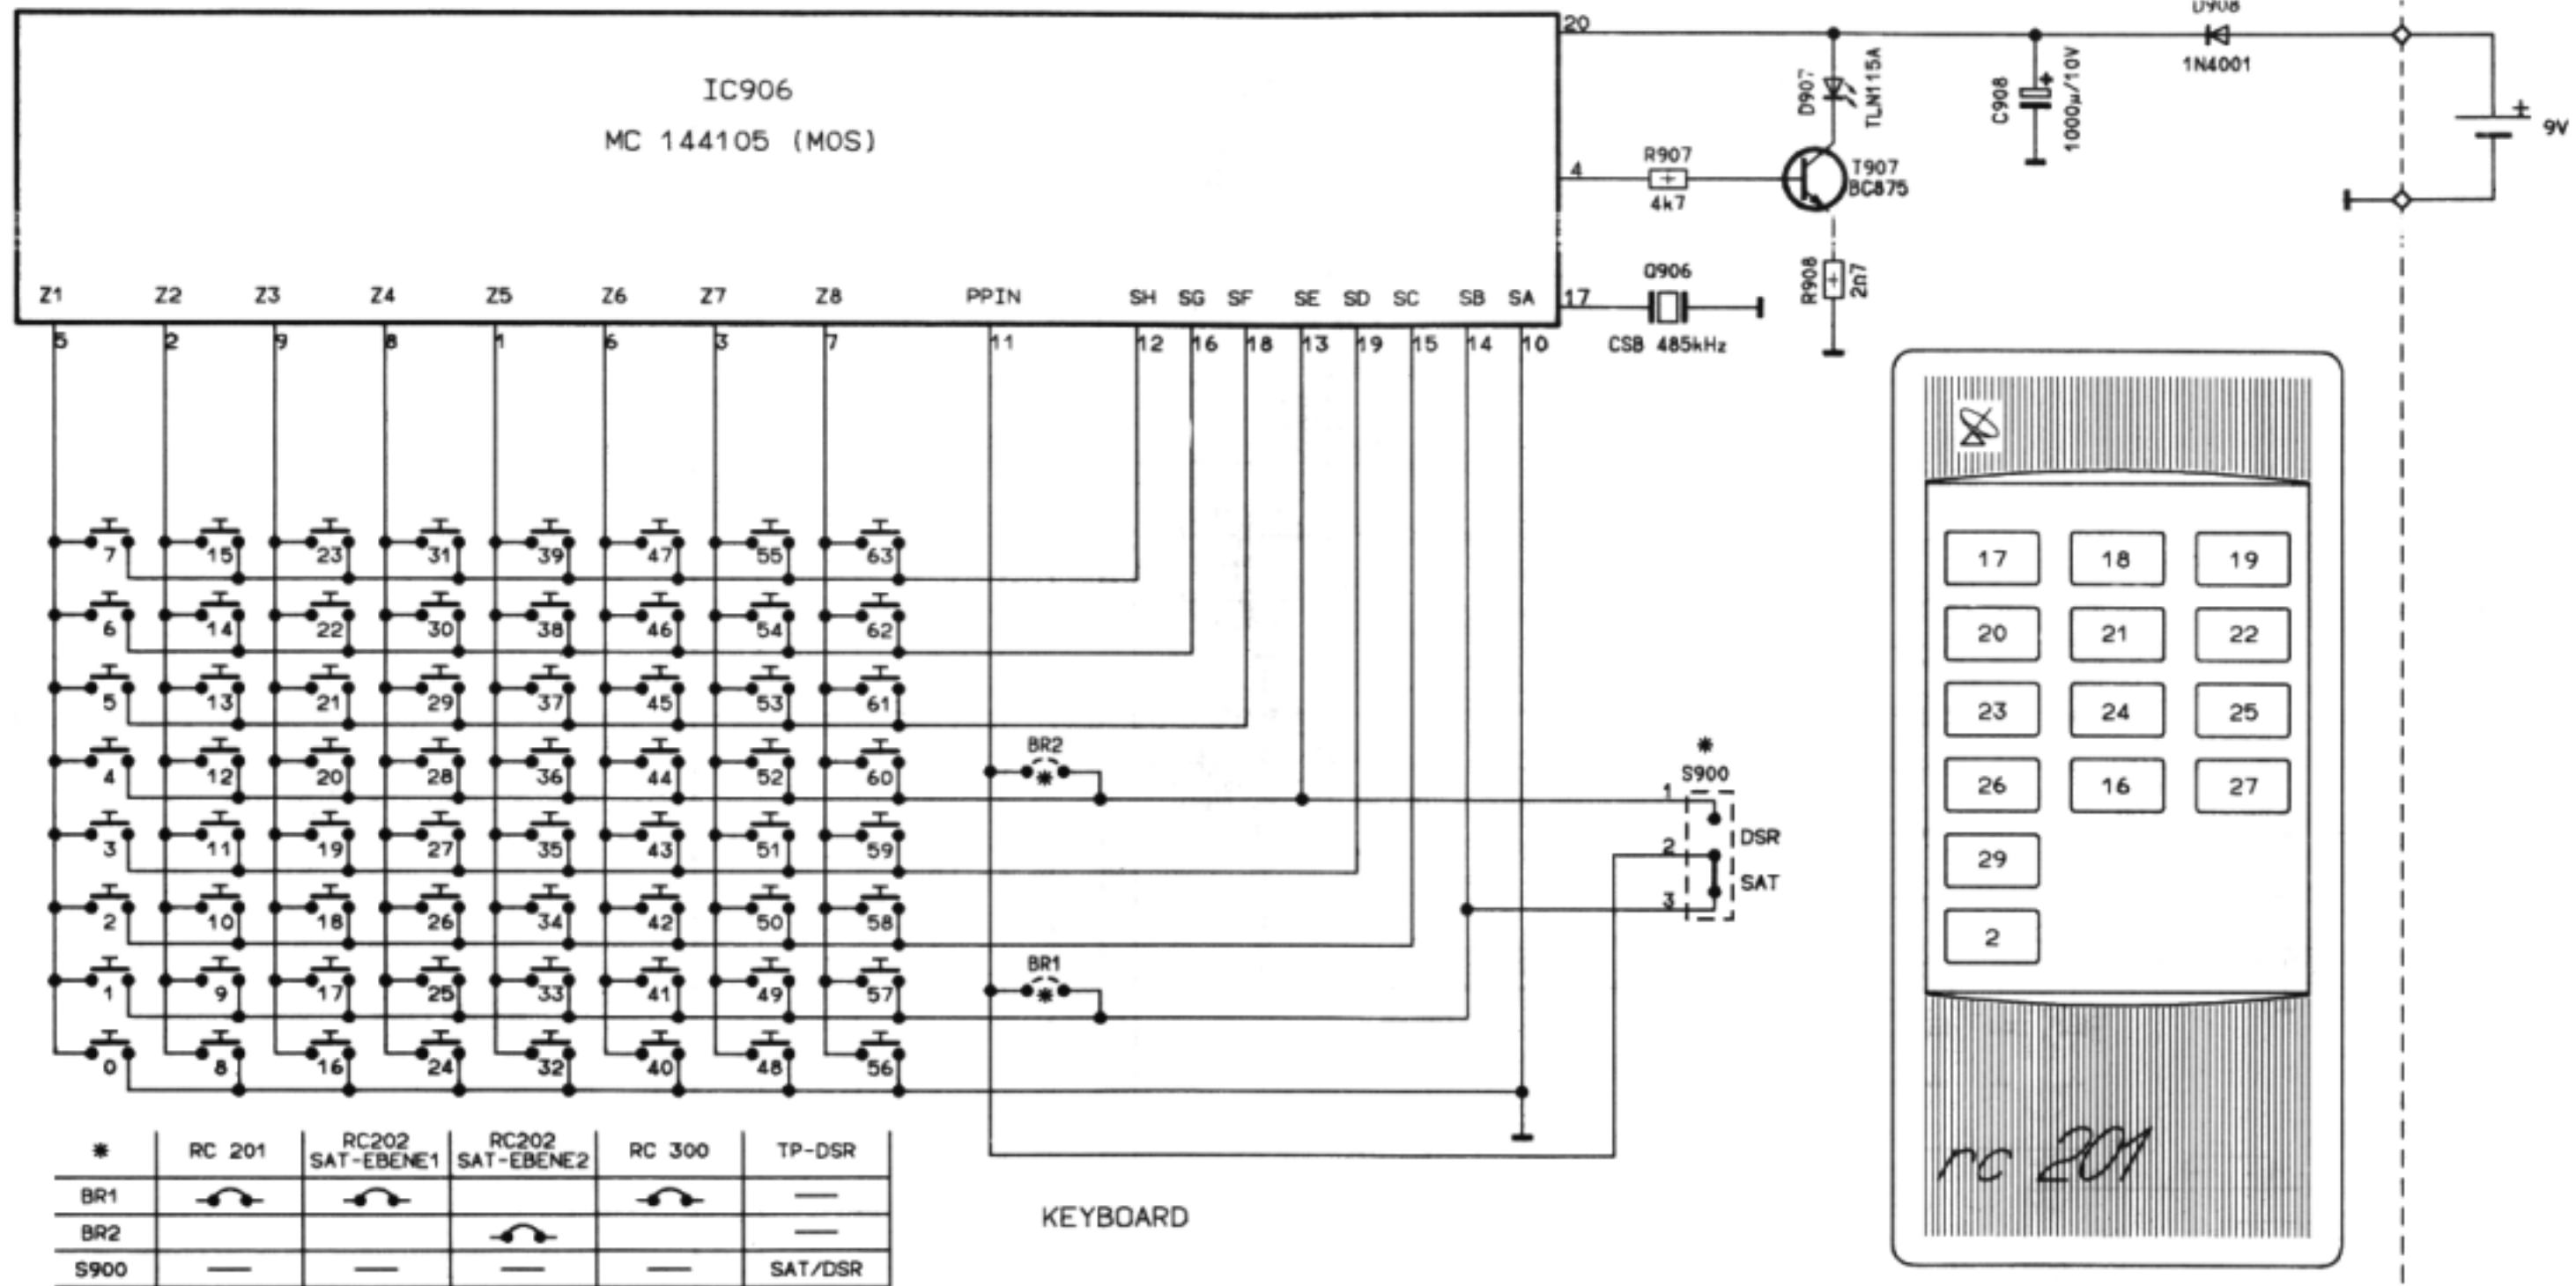 IC906
MC 144105 (MOS)
Z1 Z2 Z3 Z4 Z5 Z6 Z7 Z8 PPIN SH SG SF SE SD SC SB SA
5 2 9 8 1 6 3 7 11 12 16 18 13 19 15 14 10
20
4
17
R907
4k7
D907
TLN115A
T907
BC875
R908
2Ω7
Q906
CSB 485kHz
C908
1000µ/10V
+
D908
1N4001
+
9V
7 15 23 31 39 47 55 63
6 14 22 30 38 46 54 62
5 13 21 29 37 45 53 61
4 12 20 28 36 44 52 60
3 11 19 27 35 43 51 59
2 10 18 26 34 42 50 58
1 9 17 25 33 41 49 57
0 8 16 24 32 40 48 56
BR2
*
BR1
*
*
S900
1
2
3
DSR
SAT
17 18 19
20 21 22
23 24 25
26 16 27
29
2
rc 201
* RC 201 RC202 SAT-EBENE1 RC202 SAT-EBENE2 RC 300 TP-DSR
BR1 —
BR2 —
S900 — — — — SAT/DSR
KEYBOARD